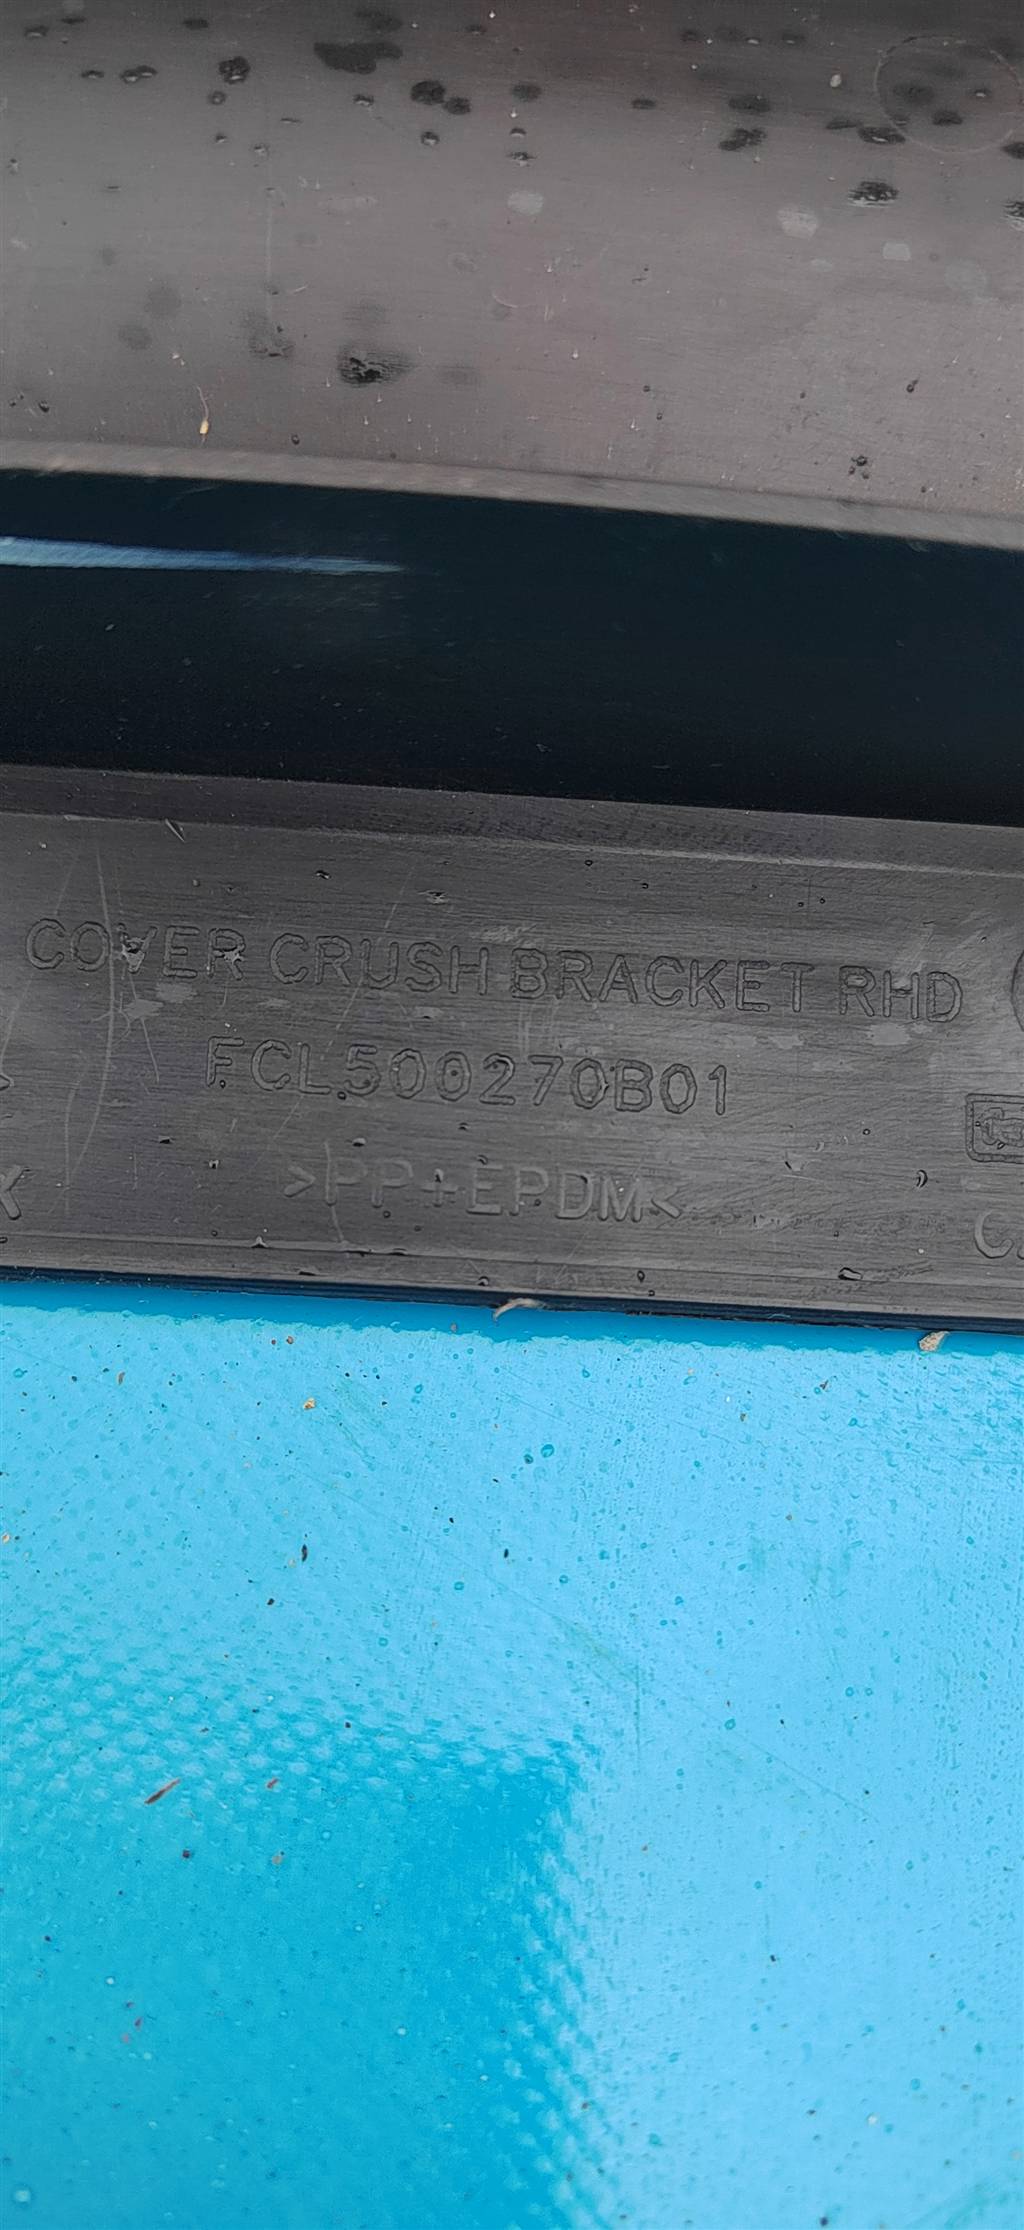 COVER CRUSH BRACKET RHD
FCL500270B01
>PP+EPDM<